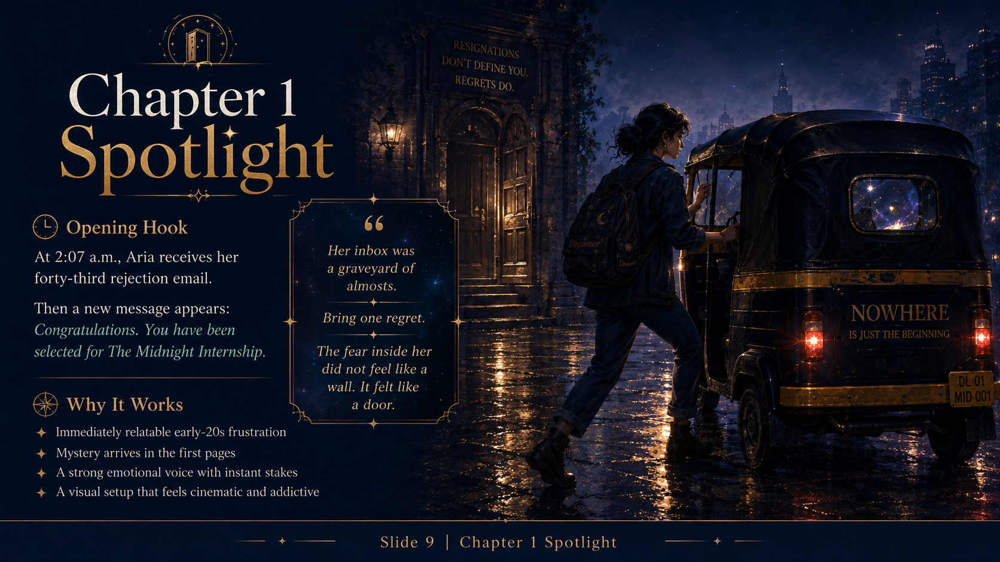 Chapter 1
Spotlight
Opening Hook
At 2:07 a.m., Aria receives her
forty-third rejection email.
Then a new message appears:
Congratulations. You have been
selected for The Midnight Internship.
Why It Works
Immediately relatable early-20s frustration
Mystery arrives in the first pages
A strong emotional voice with instant stakes
A visual setup that feels cinematic and addictive
“
Her inbox was
a graveyard of
almosts.
Bring one regret.
The fear inside her
did not feel like a
wall. It felt like
a door.
RESIGNATIONS
DON'T DEFINE YOU.
REGRETS DO.
Dreamer
NOWHERE
IS JUST THE BEGINNING
DL 01
MID 001
Slide 9 | Chapter 1 Spotlight